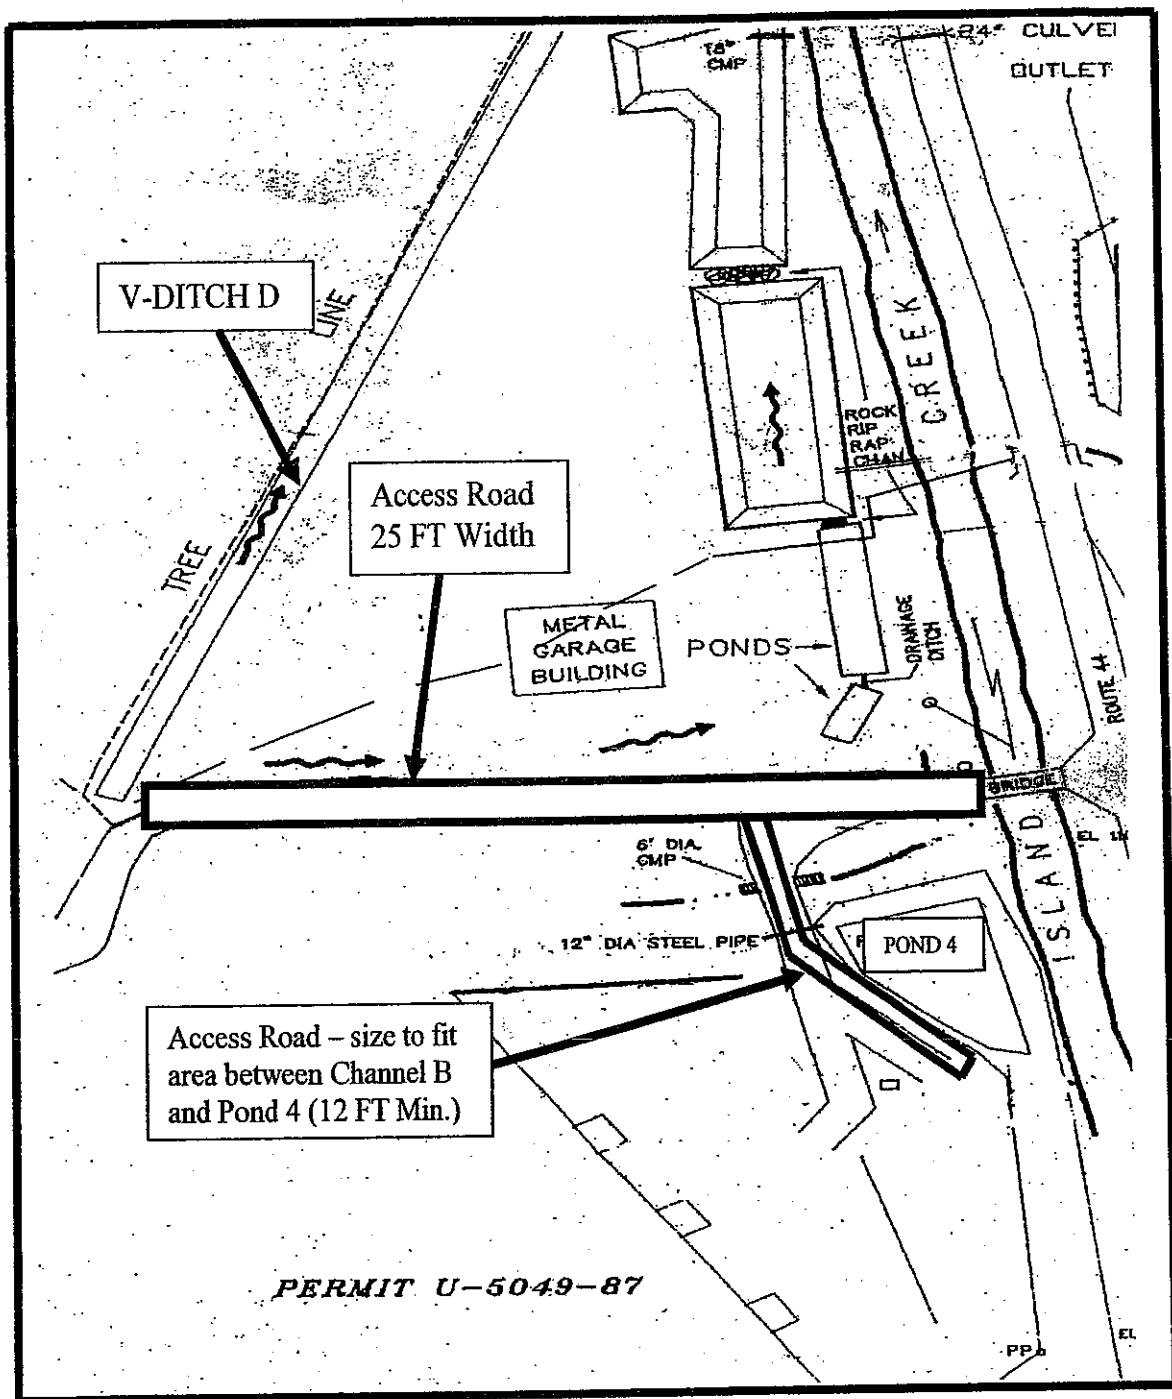 18"
CMP
24" CULVE
OUTLET
V-DITCH D
LINE
TREE
CREEK
ROCK
RIP
RAP
CHAN.
Access Road
25 FT Width
METAL
GARAGE
BUILDING
PONDS
DRAINAGE
DITCH
ROUTE 44
BRIDGE
6' DIA.
CMP
EL
ISLAND
12" DIA STEEL PIPE
POND 4
Access Road – size to fit
area between Channel B
and Pond 4 (12 FT Min.)
PERMIT U-5049-87
PP
EL